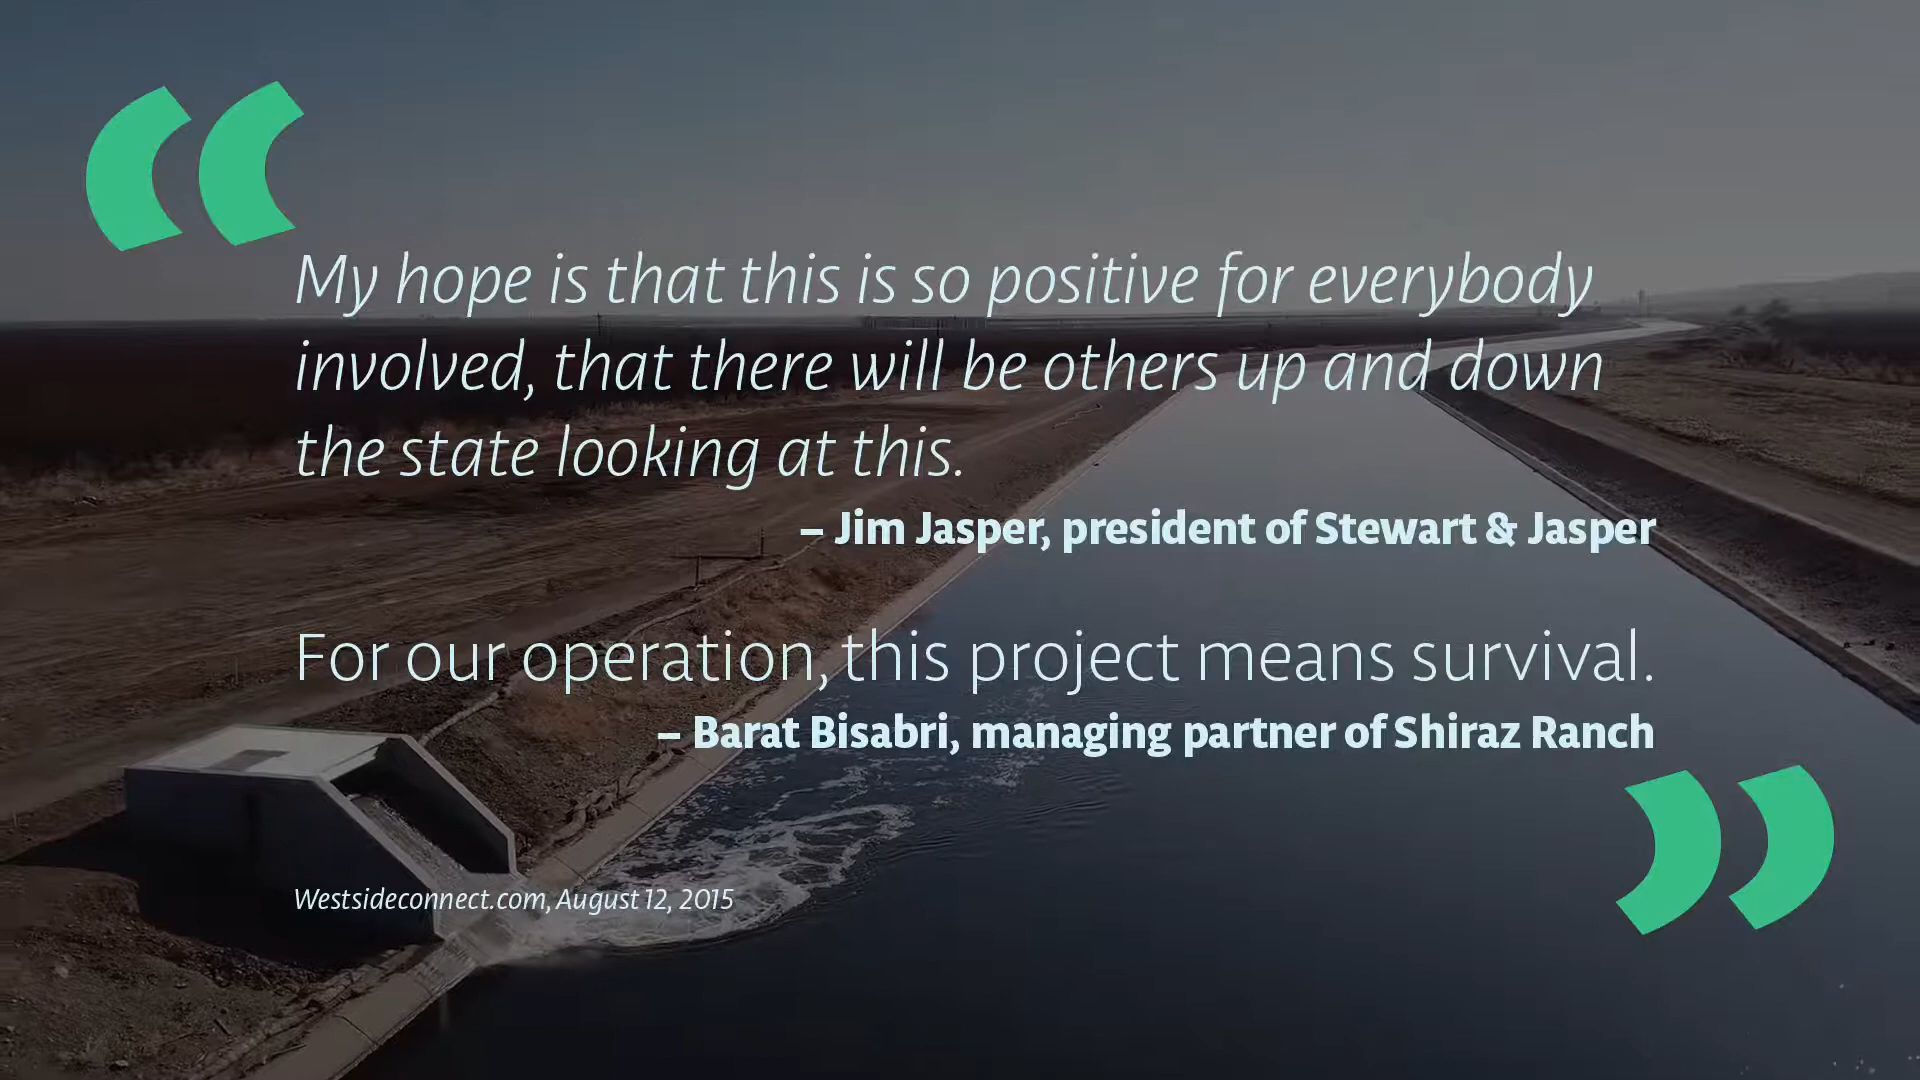 “
My hope is that this is so positive for everybody
involved, that there will be others up and down
the state looking at this.
– Jim Jasper, president of Stewart & Jasper
For our operation, this project means survival.
– Barat Bisabri, managing partner of Shiraz Ranch
”
Westsideconnect.com, August 12, 2015